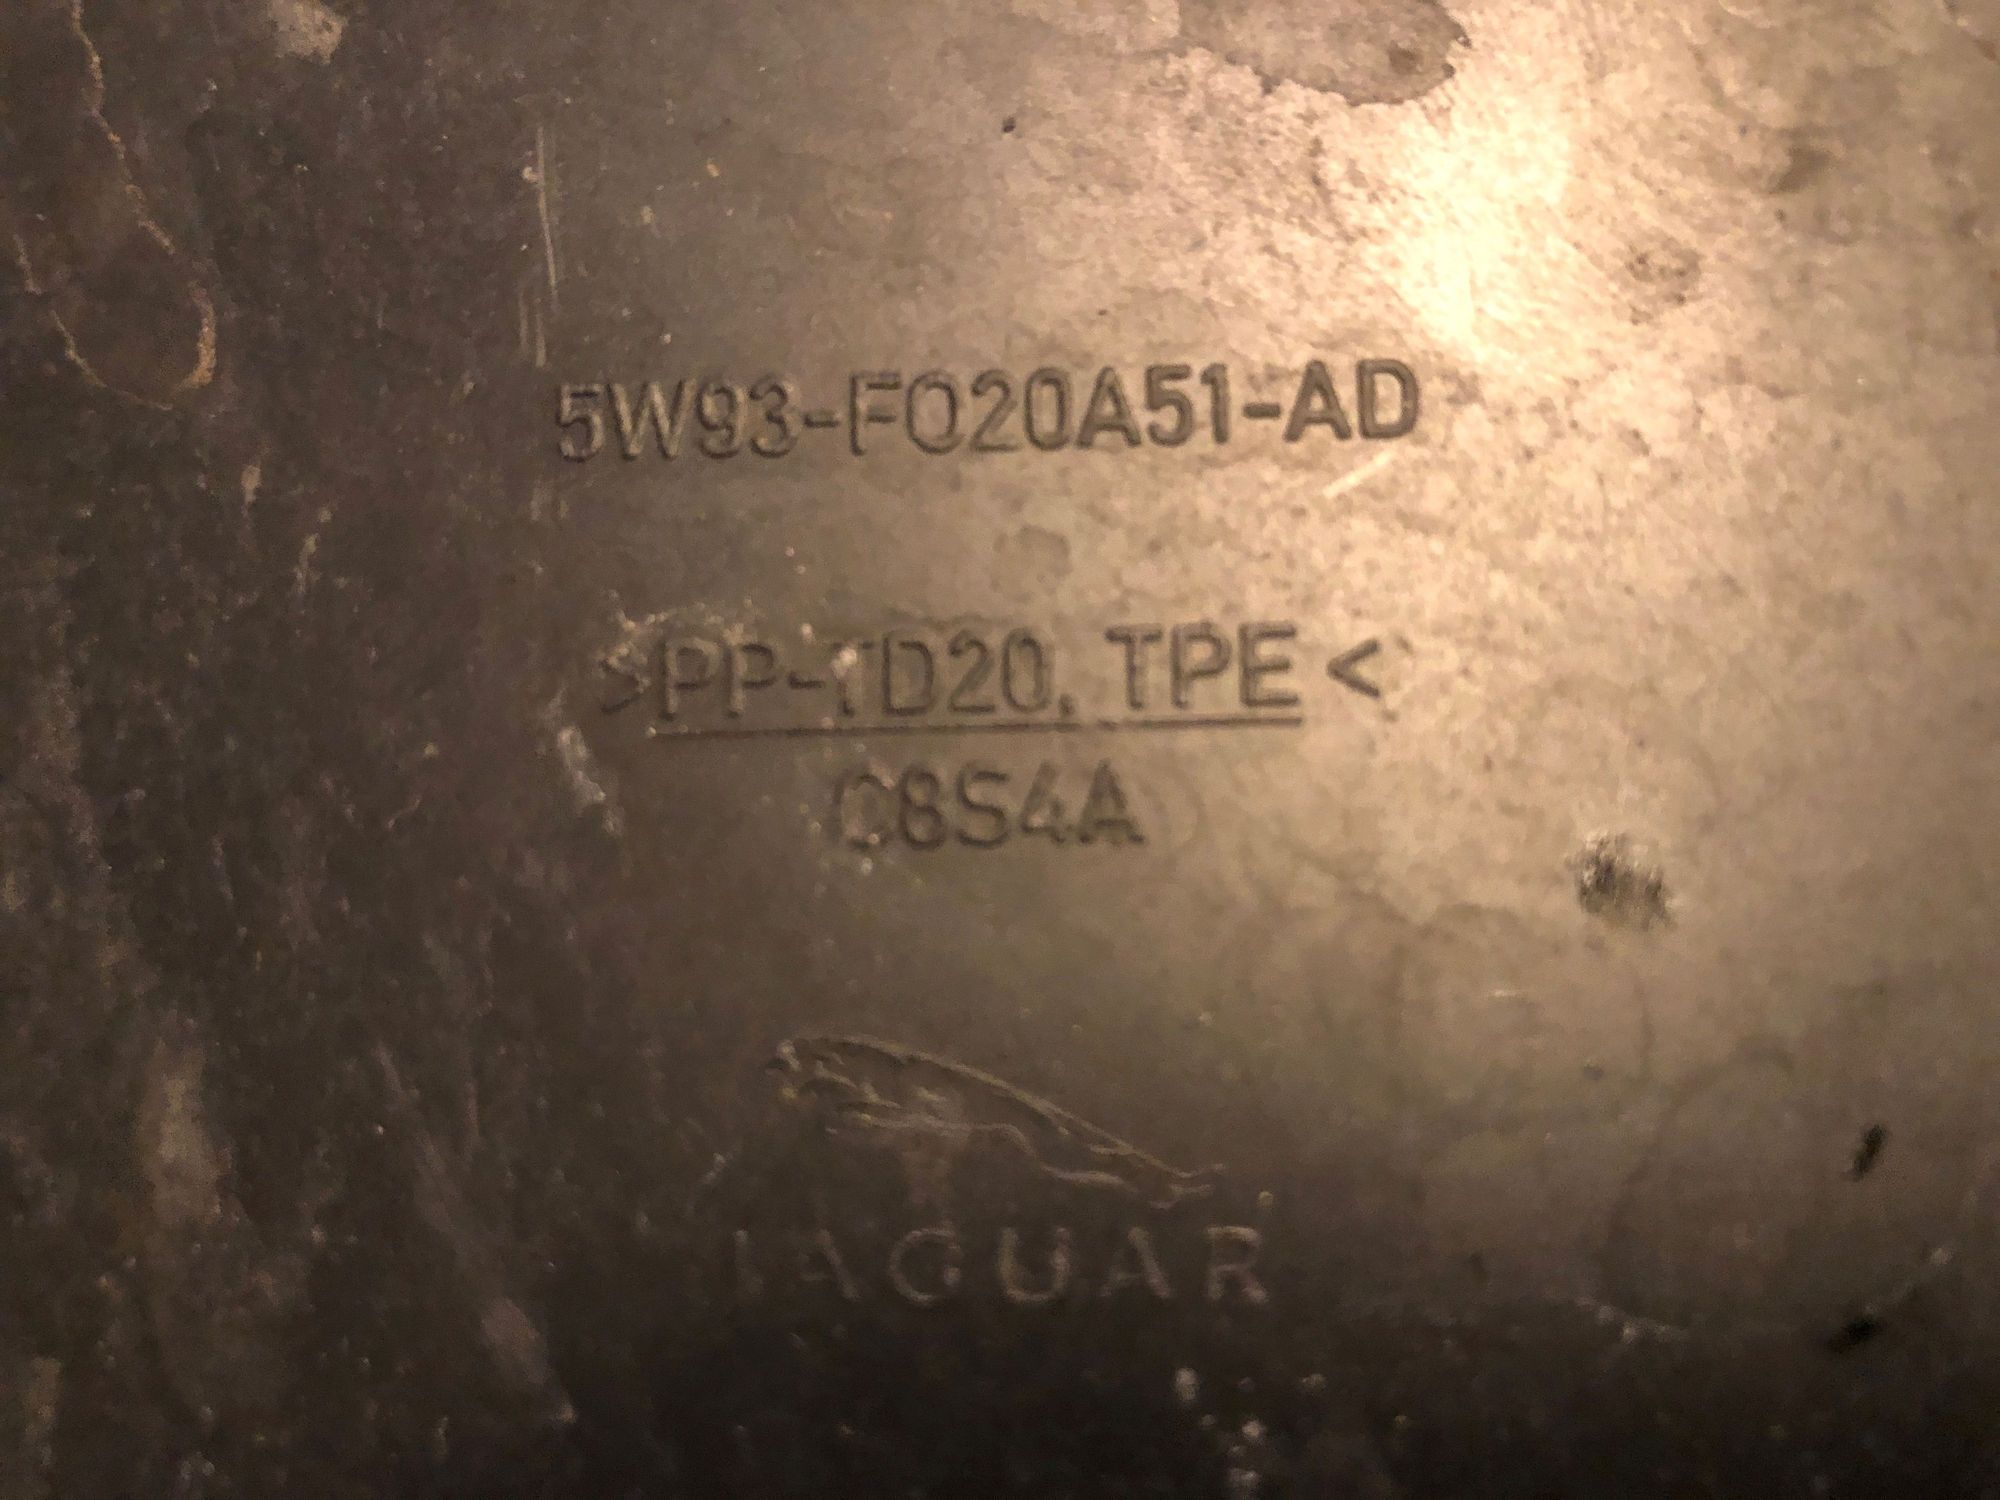 5W93-F020A51-AD
>PP-TD20, TPE<
C8S4A
JAGUAR